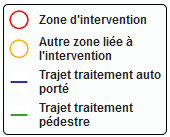 Zone d'intervention
Autre zone liée à
l'intervention
Trajet traitement auto
porté
Trajet traitement
pédestre